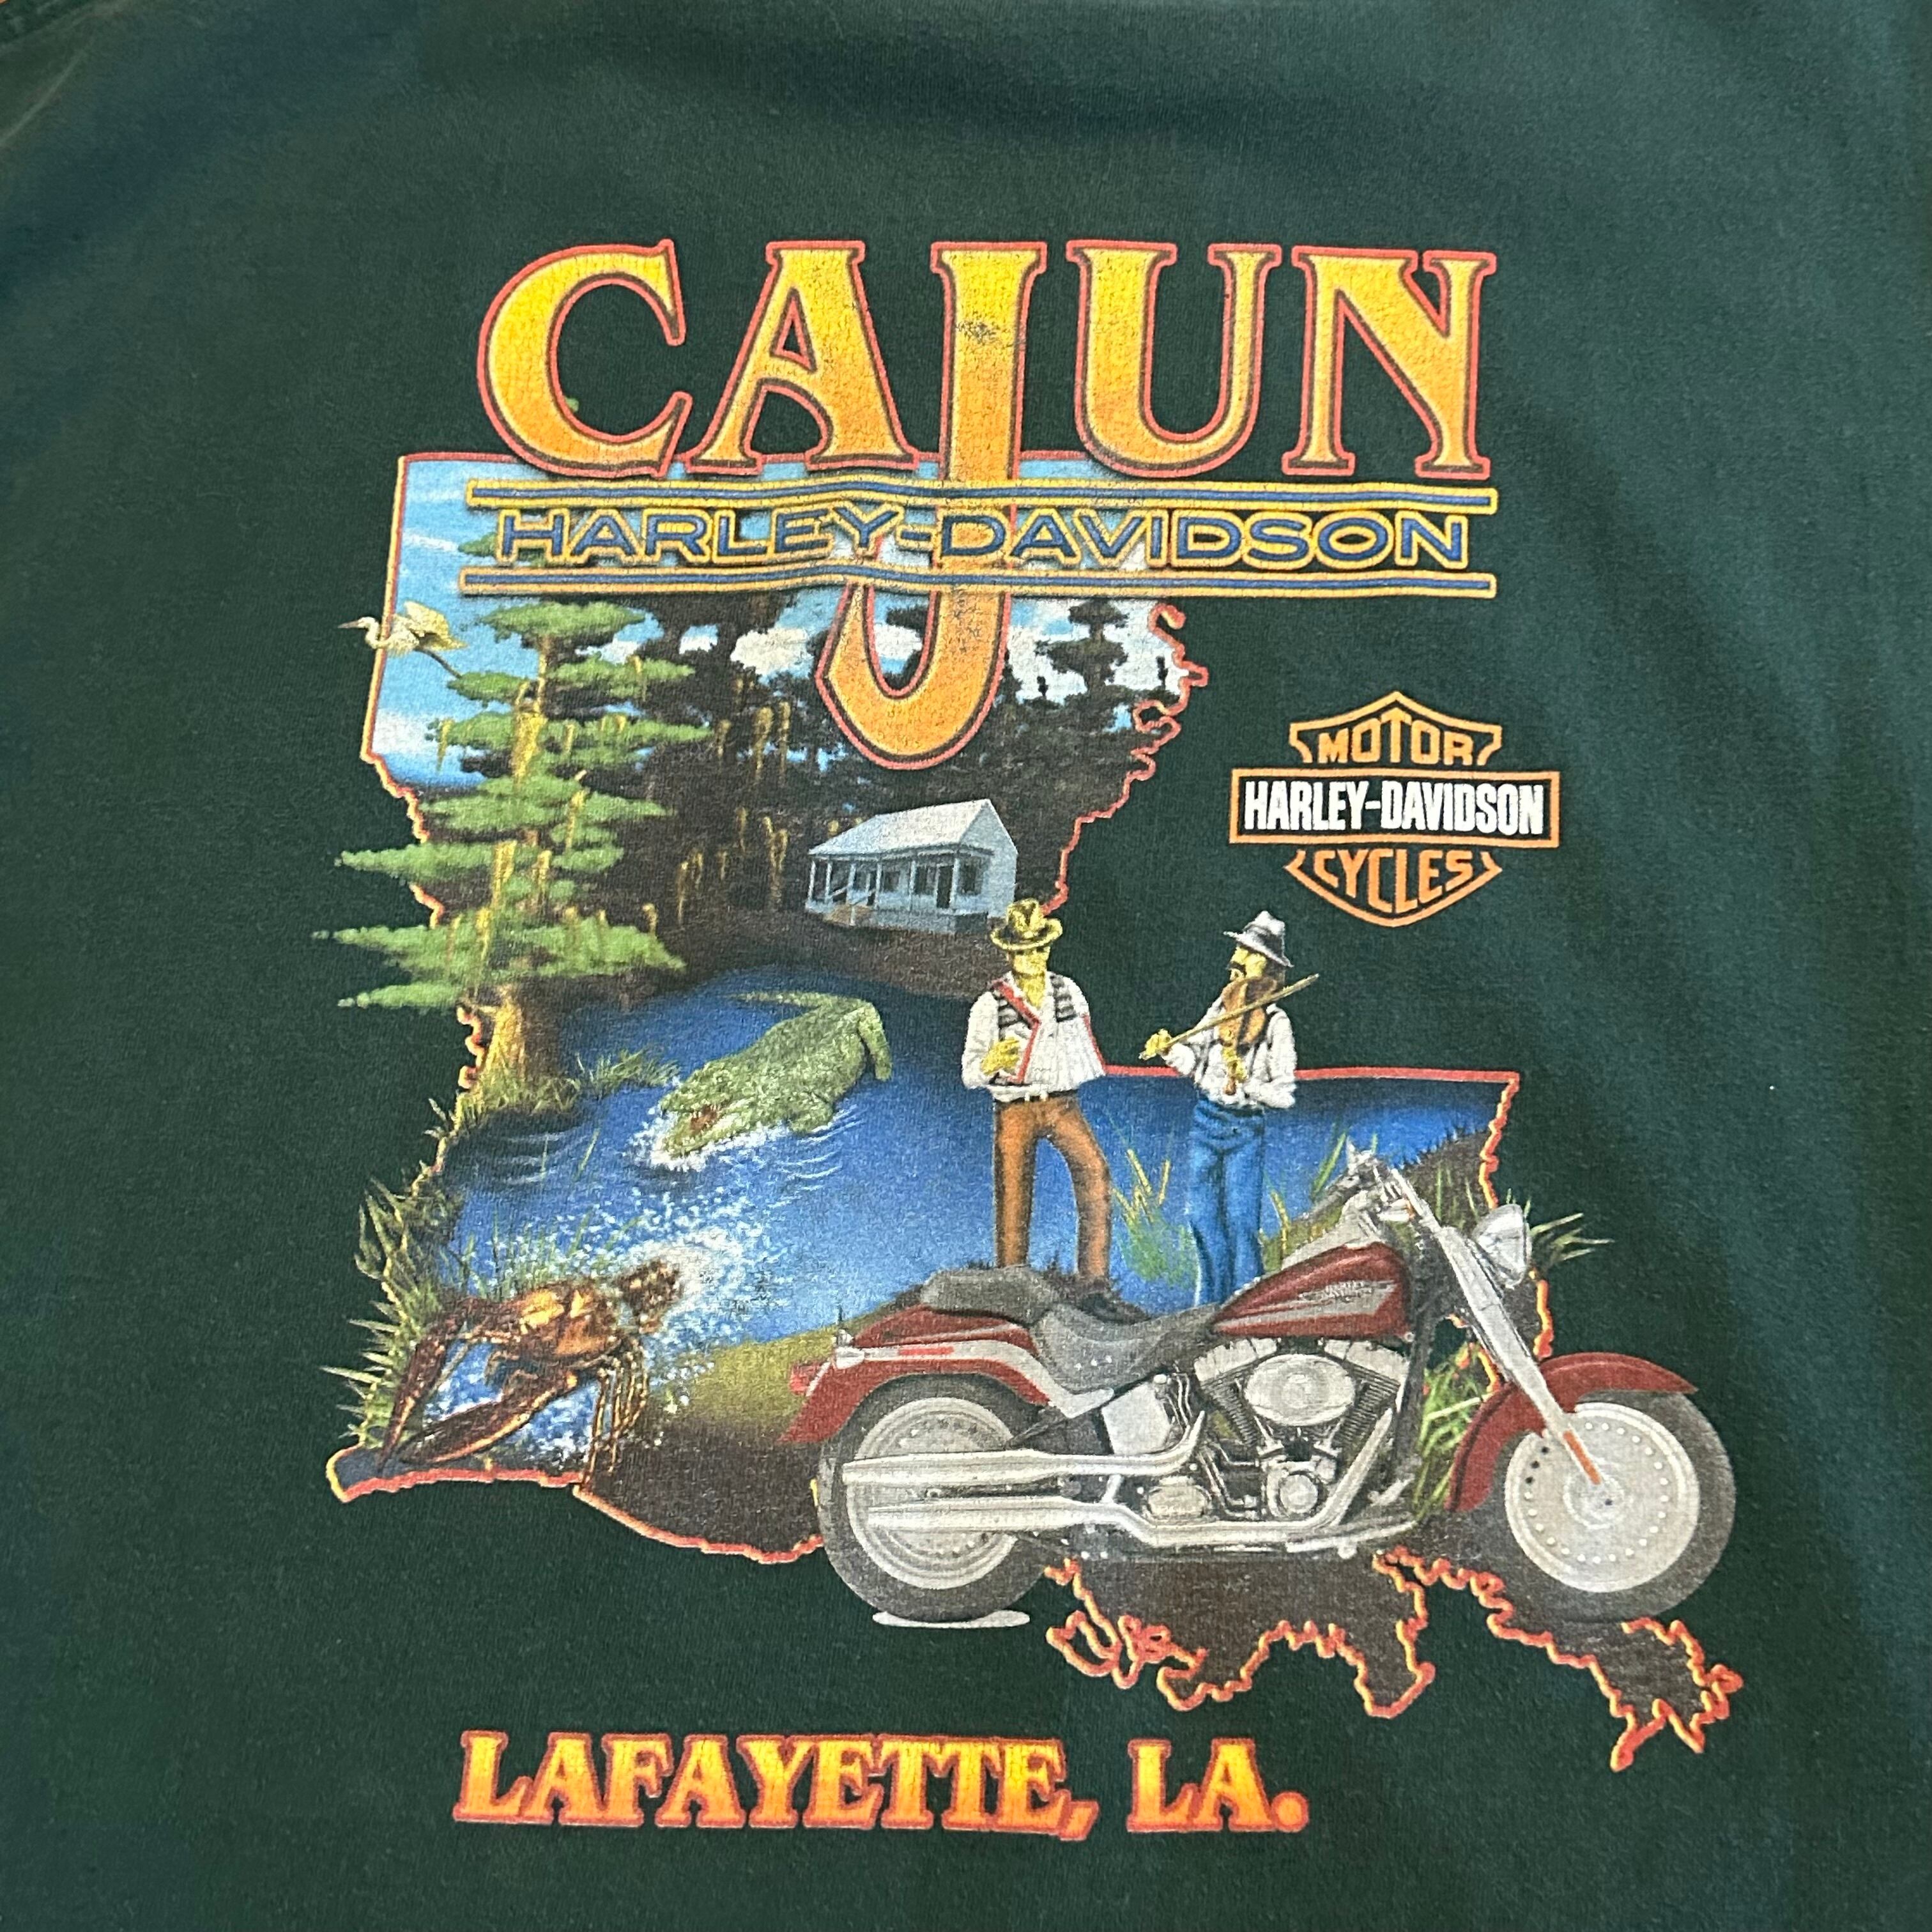 CAJUN
HARLEY-DAVIDSON
MOTOR
HARLEY-DAVIDSON
CYCLES
LAFAYETTE, LA.